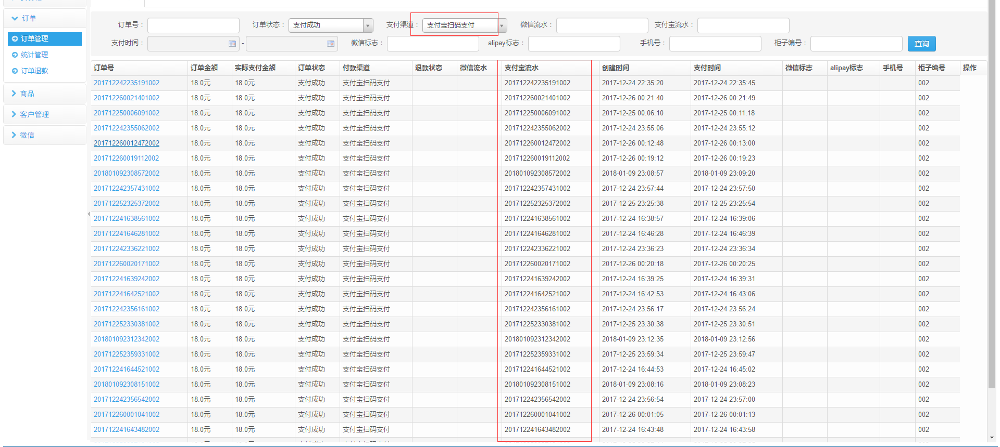 订单
订单管理
统计管理
订单退款
商品
客户管理
微信
订单号： 订单状态： 支付成功 支付渠道： 支付宝扫码支付 微信流水： 支付宝流水：
支付时间： - 微信标志： alipay标志： 手机号： 柜子编号： 查询
订单号 订单金额 实际支付金额 订单状态 付款渠道 退款状态 微信流水 支付宝流水 创建时间 支付时间 微信标志 alipay标志 手机号 柜子编号 操作
201712242235191002 18.0元 18.0元 支付成功 支付宝扫码支付 201712242235191002 2017-12-24 22:35:20 2017-12-24 22:35:45 002
201712260021401002 18.0元 18.0元 支付成功 支付宝扫码支付 201712260021401002 2017-12-26 00:21:40 2017-12-26 00:21:49 002
201712250006091002 18.0元 18.0元 支付成功 支付宝扫码支付 201712250006091002 2017-12-25 00:06:10 2017-12-25 00:11:18 002
201712242355062002 18.0元 18.0元 支付成功 支付宝扫码支付 201712242355062002 2017-12-24 23:55:06 2017-12-24 23:55:12 002
201712260012472002 18.0元 18.0元 支付成功 支付宝扫码支付 201712260012472002 2017-12-26 00:12:48 2017-12-26 00:13:00 002
201712260019112002 18.0元 18.0元 支付成功 支付宝扫码支付 201712260019112002 2017-12-26 00:19:12 2017-12-26 00:19:23 002
201801092308572002 18.0元 18.0元 支付成功 支付宝扫码支付 201801092308572002 2018-01-09 23:08:57 2018-01-09 23:09:20 002
201712242357431002 18.0元 18.0元 支付成功 支付宝扫码支付 201712242357431002 2017-12-24 23:57:44 2017-12-24 23:57:50 002
201712252325372002 18.0元 18.0元 支付成功 支付宝扫码支付 201712252325372002 2017-12-25 23:25:38 2017-12-25 23:25:54 002
201712241638561002 18.0元 18.0元 支付成功 支付宝扫码支付 201712241638561002 2017-12-24 16:38:57 2017-12-24 16:39:06 002
201712241646281002 18.0元 18.0元 支付成功 支付宝扫码支付 201712241646281002 2017-12-24 16:46:28 2017-12-24 16:46:39 002
201712242336221002 18.0元 18.0元 支付成功 支付宝扫码支付 201712242336221002 2017-12-24 23:36:23 2017-12-24 23:36:34 002
201712260020171002 18.0元 18.0元 支付成功 支付宝扫码支付 201712260020171002 2017-12-26 00:20:18 2017-12-26 00:20:25 002
201712241639242002 18.0元 18.0元 支付成功 支付宝扫码支付 201712241639242002 2017-12-24 16:39:25 2017-12-24 16:39:31 002
201712241642521002 18.0元 18.0元 支付成功 支付宝扫码支付 201712241642521002 2017-12-24 16:42:53 2017-12-24 16:43:06 002
201712242356161002 18.0元 18.0元 支付成功 支付宝扫码支付 201712242356161002 2017-12-24 23:56:17 2017-12-24 23:56:24 002
201712252330381002 18.0元 18.0元 支付成功 支付宝扫码支付 201712252330381002 2017-12-25 23:30:38 2017-12-25 23:30:51 002
201801092312342002 18.0元 18.0元 支付成功 支付宝扫码支付 201801092312342002 2018-01-09 23:12:35 2018-01-09 23:12:56 002
201712252359331002 18.0元 18.0元 支付成功 支付宝扫码支付 201712252359331002 2017-12-25 23:59:34 2017-12-25 23:59:47 002
201712241644521002 18.0元 18.0元 支付成功 支付宝扫码支付 201712241644521002 2017-12-24 16:44:53 2017-12-24 16:45:02 002
201801092308151002 18.0元 18.0元 支付成功 支付宝扫码支付 201801092308151002 2018-01-09 23:08:16 2018-01-09 23:08:23 002
201712242356542002 18.0元 18.0元 支付成功 支付宝扫码支付 201712242356542002 2017-12-24 23:56:54 2017-12-24 23:57:00 002
201712260001041002 18.0元 18.0元 支付成功 支付宝扫码支付 201712260001041002 2017-12-26 00:01:05 2017-12-26 00:01:13 002
201712241643482002 18.0元 18.0元 支付成功 支付宝扫码支付 201712241643482002 2017-12-24 16:43:48 2017-12-24 16:43:58 002